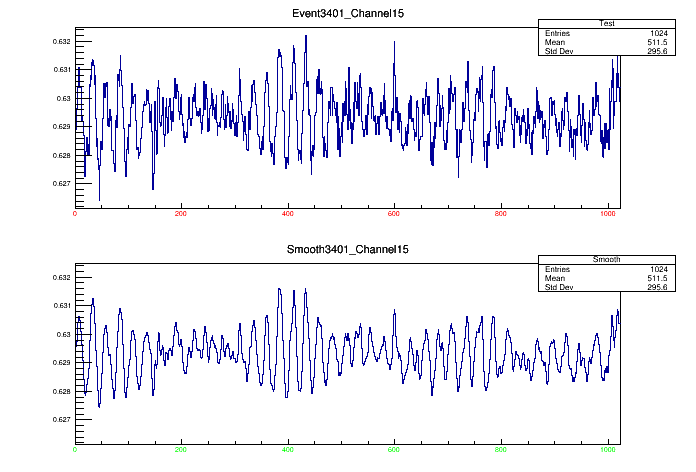 Event3401_Channel15
Test
Entries 1024
Mean 511.5
Std Dev 295.6
0.632
0.631
0.63
0.629
0.628
0.627
0 200 400 600 800 1000
Smooth3401_Channel15
Smooth
Entries 1024
Mean 511.5
Std Dev 295.6
0.632
0.631
0.63
0.629
0.628
0.627
0 200 400 600 800 1000